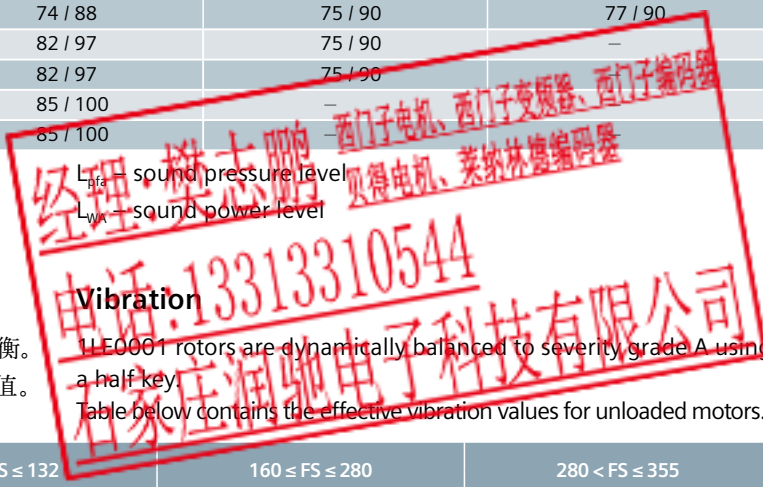 74 / 88 75 / 90 77 / 90
82 / 97 75 / 90 –
82 / 97 75 / 90 –
85 / 100 – –
85 / 100 – –
经理:樊志鹏 西门子电机、西门子变频器、西门子编码器
贝得电机、莱纳林德编码器
L_pfa – sound pressure level
L_WA – sound power level
电话:13313310544
石家庄润驰电子科技有限公司
Vibration
衡。 1LE0001 rotors are dynamically balanced to severity grade A using
值。 a half key.
Table below contains the effective vibration values for unloaded motors.
S ≤ 132 160 ≤ FS ≤ 280 280 < FS ≤ 355